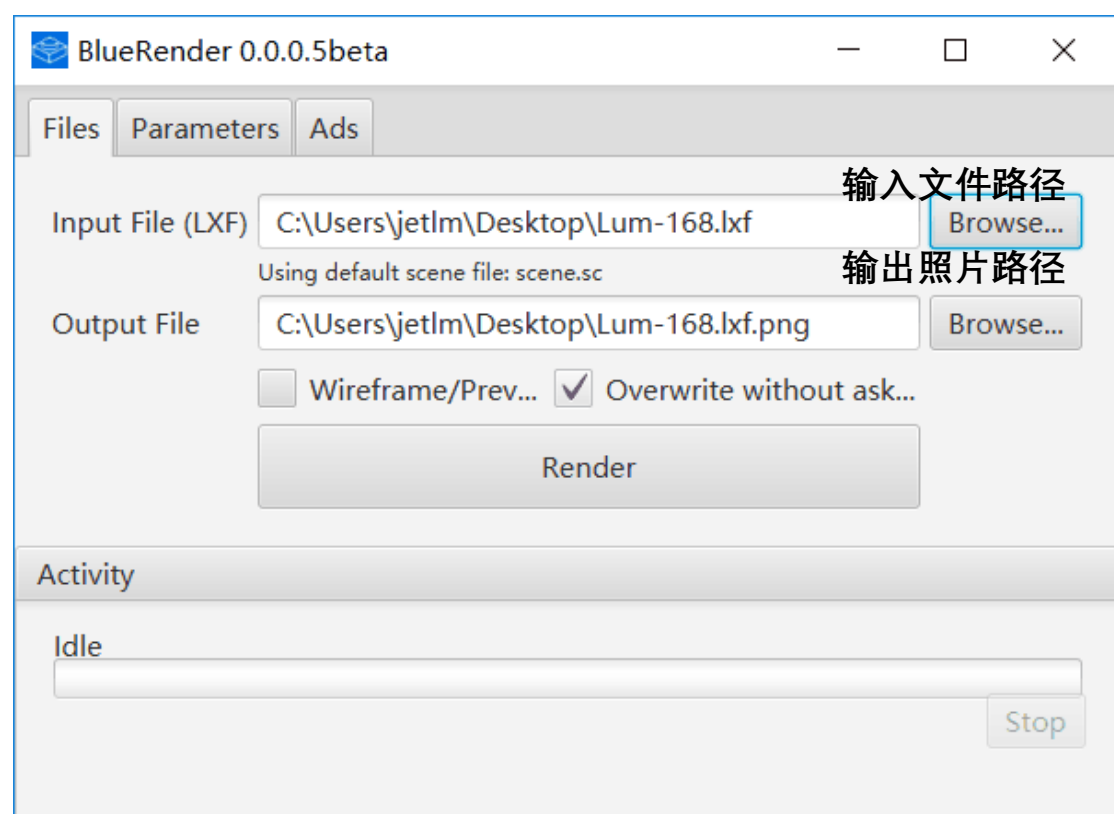 BlueRender 0.0.0.5beta
Files Parameters Ads
输入文件路径
Input File (LXF) C:\Users\jetlm\Desktop\Lum-168.lxf Browse...
Using default scene file: scene.sc
输出照片路径
Output File C:\Users\jetlm\Desktop\Lum-168.lxf.png Browse...
Wireframe/Prev... Overwrite without ask...
Render
Activity
Idle
Stop